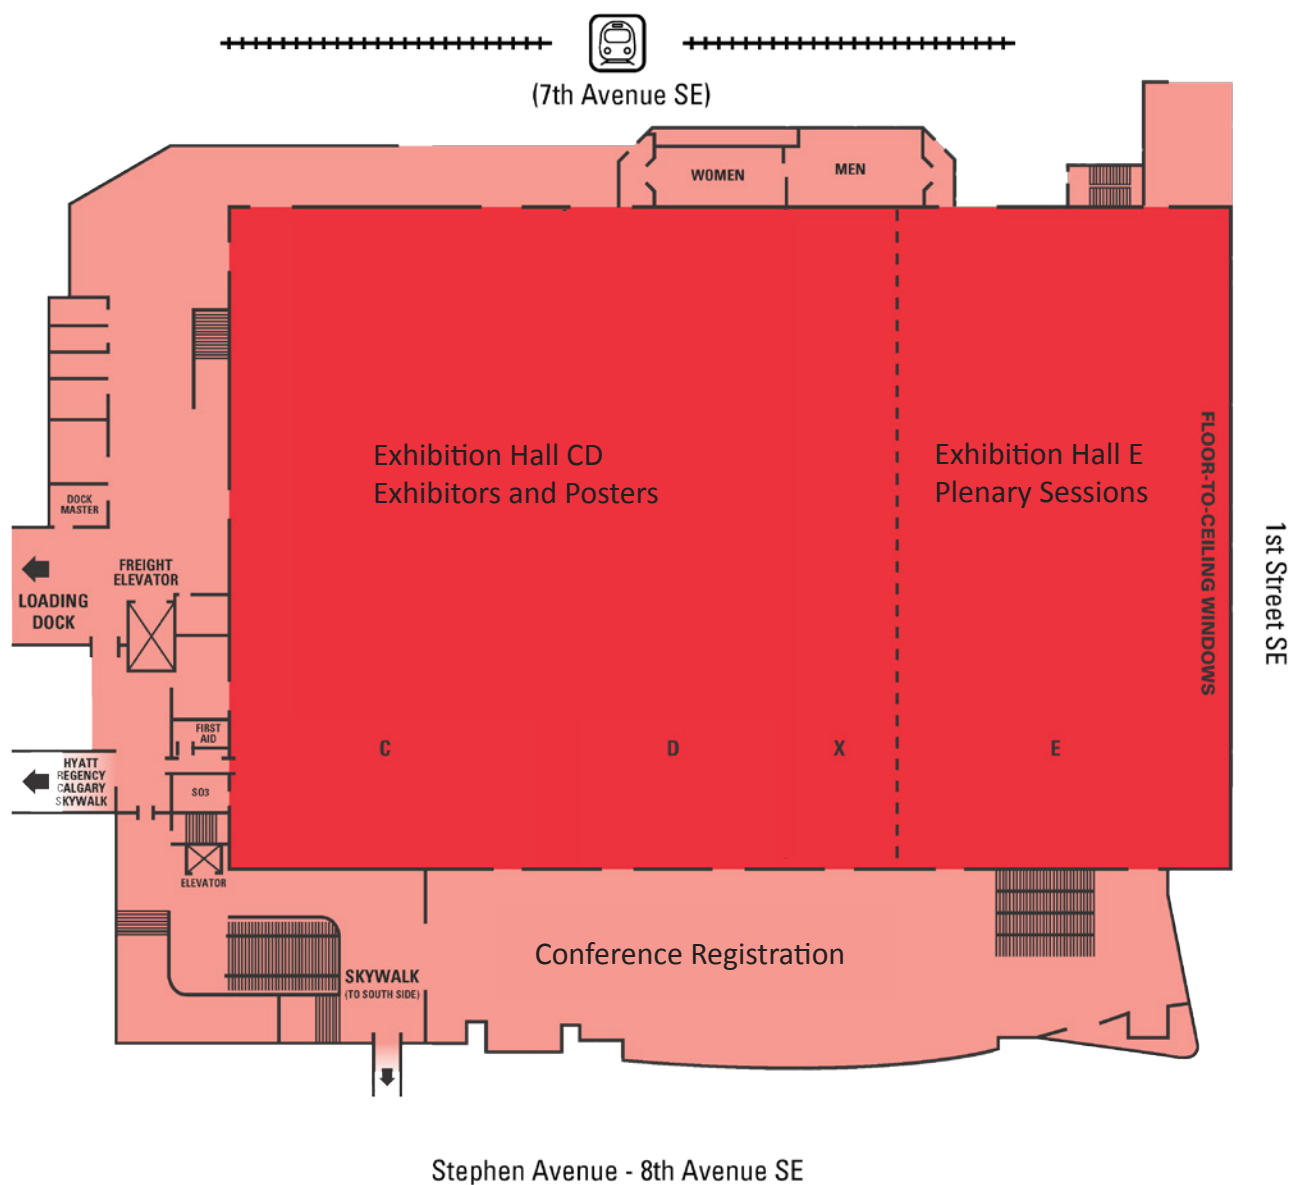 (7th Avenue SE)
WOMEN
MEN
Exhibition Hall CD
Exhibitors and Posters
Exhibition Hall E
Plenary Sessions
FLOOR-TO-CEILING WINDOWS
1st Street SE
DOCK
MASTER
FREIGHT
ELEVATOR
LOADING
DOCK
FIRST
AID
C
D
X
E
HYATT
REGENCY
CALGARY
SKYWALK
S03
ELEVATOR
Conference Registration
SKYWALK
(TO SOUTH SIDE)
Stephen Avenue - 8th Avenue SE